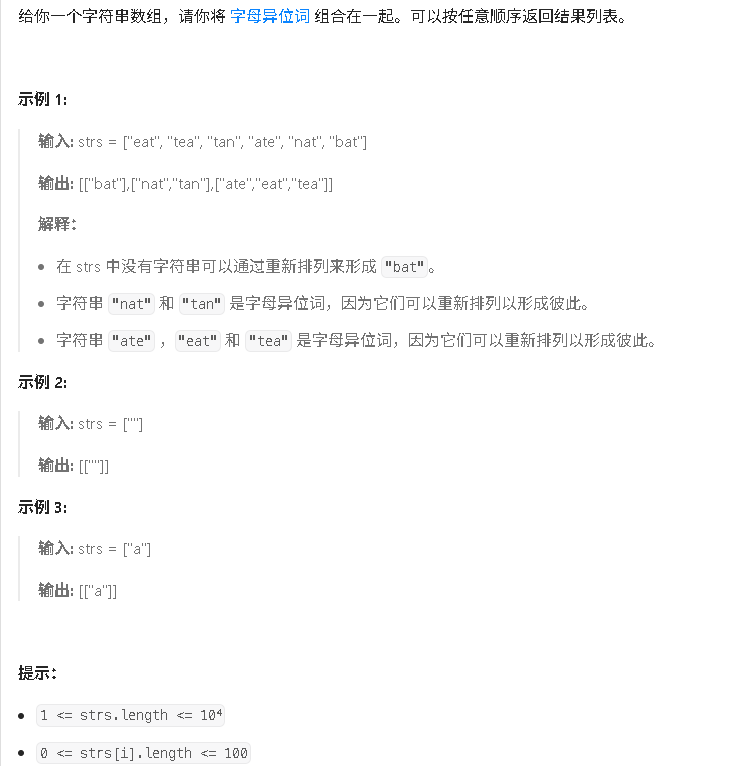 给你一个字符串数组，请你将 字母异位词 组合在一起。可以按任意顺序返回结果列表。
示例 1:
输入: strs = ["eat", "tea", "tan", "ate", "nat", "bat"]
输出: [["bat"],["nat","tan"],["ate","eat","tea"]]
解释：
• 在 strs 中没有字符串可以通过重新排列来形成 "bat"。
• 字符串 "nat" 和 "tan" 是字母异位词，因为它们可以重新排列以形成彼此。
• 字符串 "ate" ，"eat" 和 "tea" 是字母异位词，因为它们可以重新排列以形成彼此。
示例 2:
输入: strs = [""]
输出: [[""]]
示例 3:
输入: strs = ["a"]
输出: [["a"]]
提示：
• 1 <= strs.length <= 10⁴
• 0 <= strs[i].length <= 100